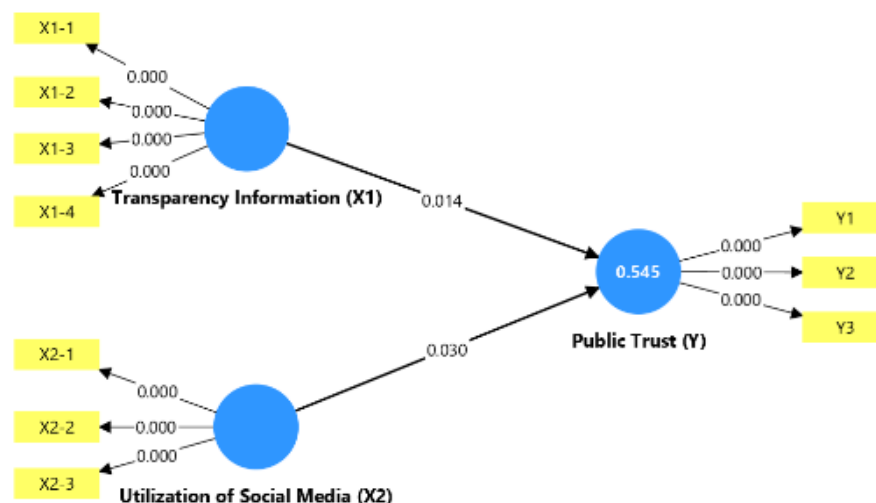 X1-1
0.000
X1-2
0.000
X1-3
0.000
0.000
X1-4
Transparency Information (X1)
0.014
Y1
0.000
0.545
0.000
Y2
0.000
Y3
Public Trust (Y)
0.030
X2-1
0.000
X2-2
0.000
0.000
X2-3
Utilization of Social Media (X2)